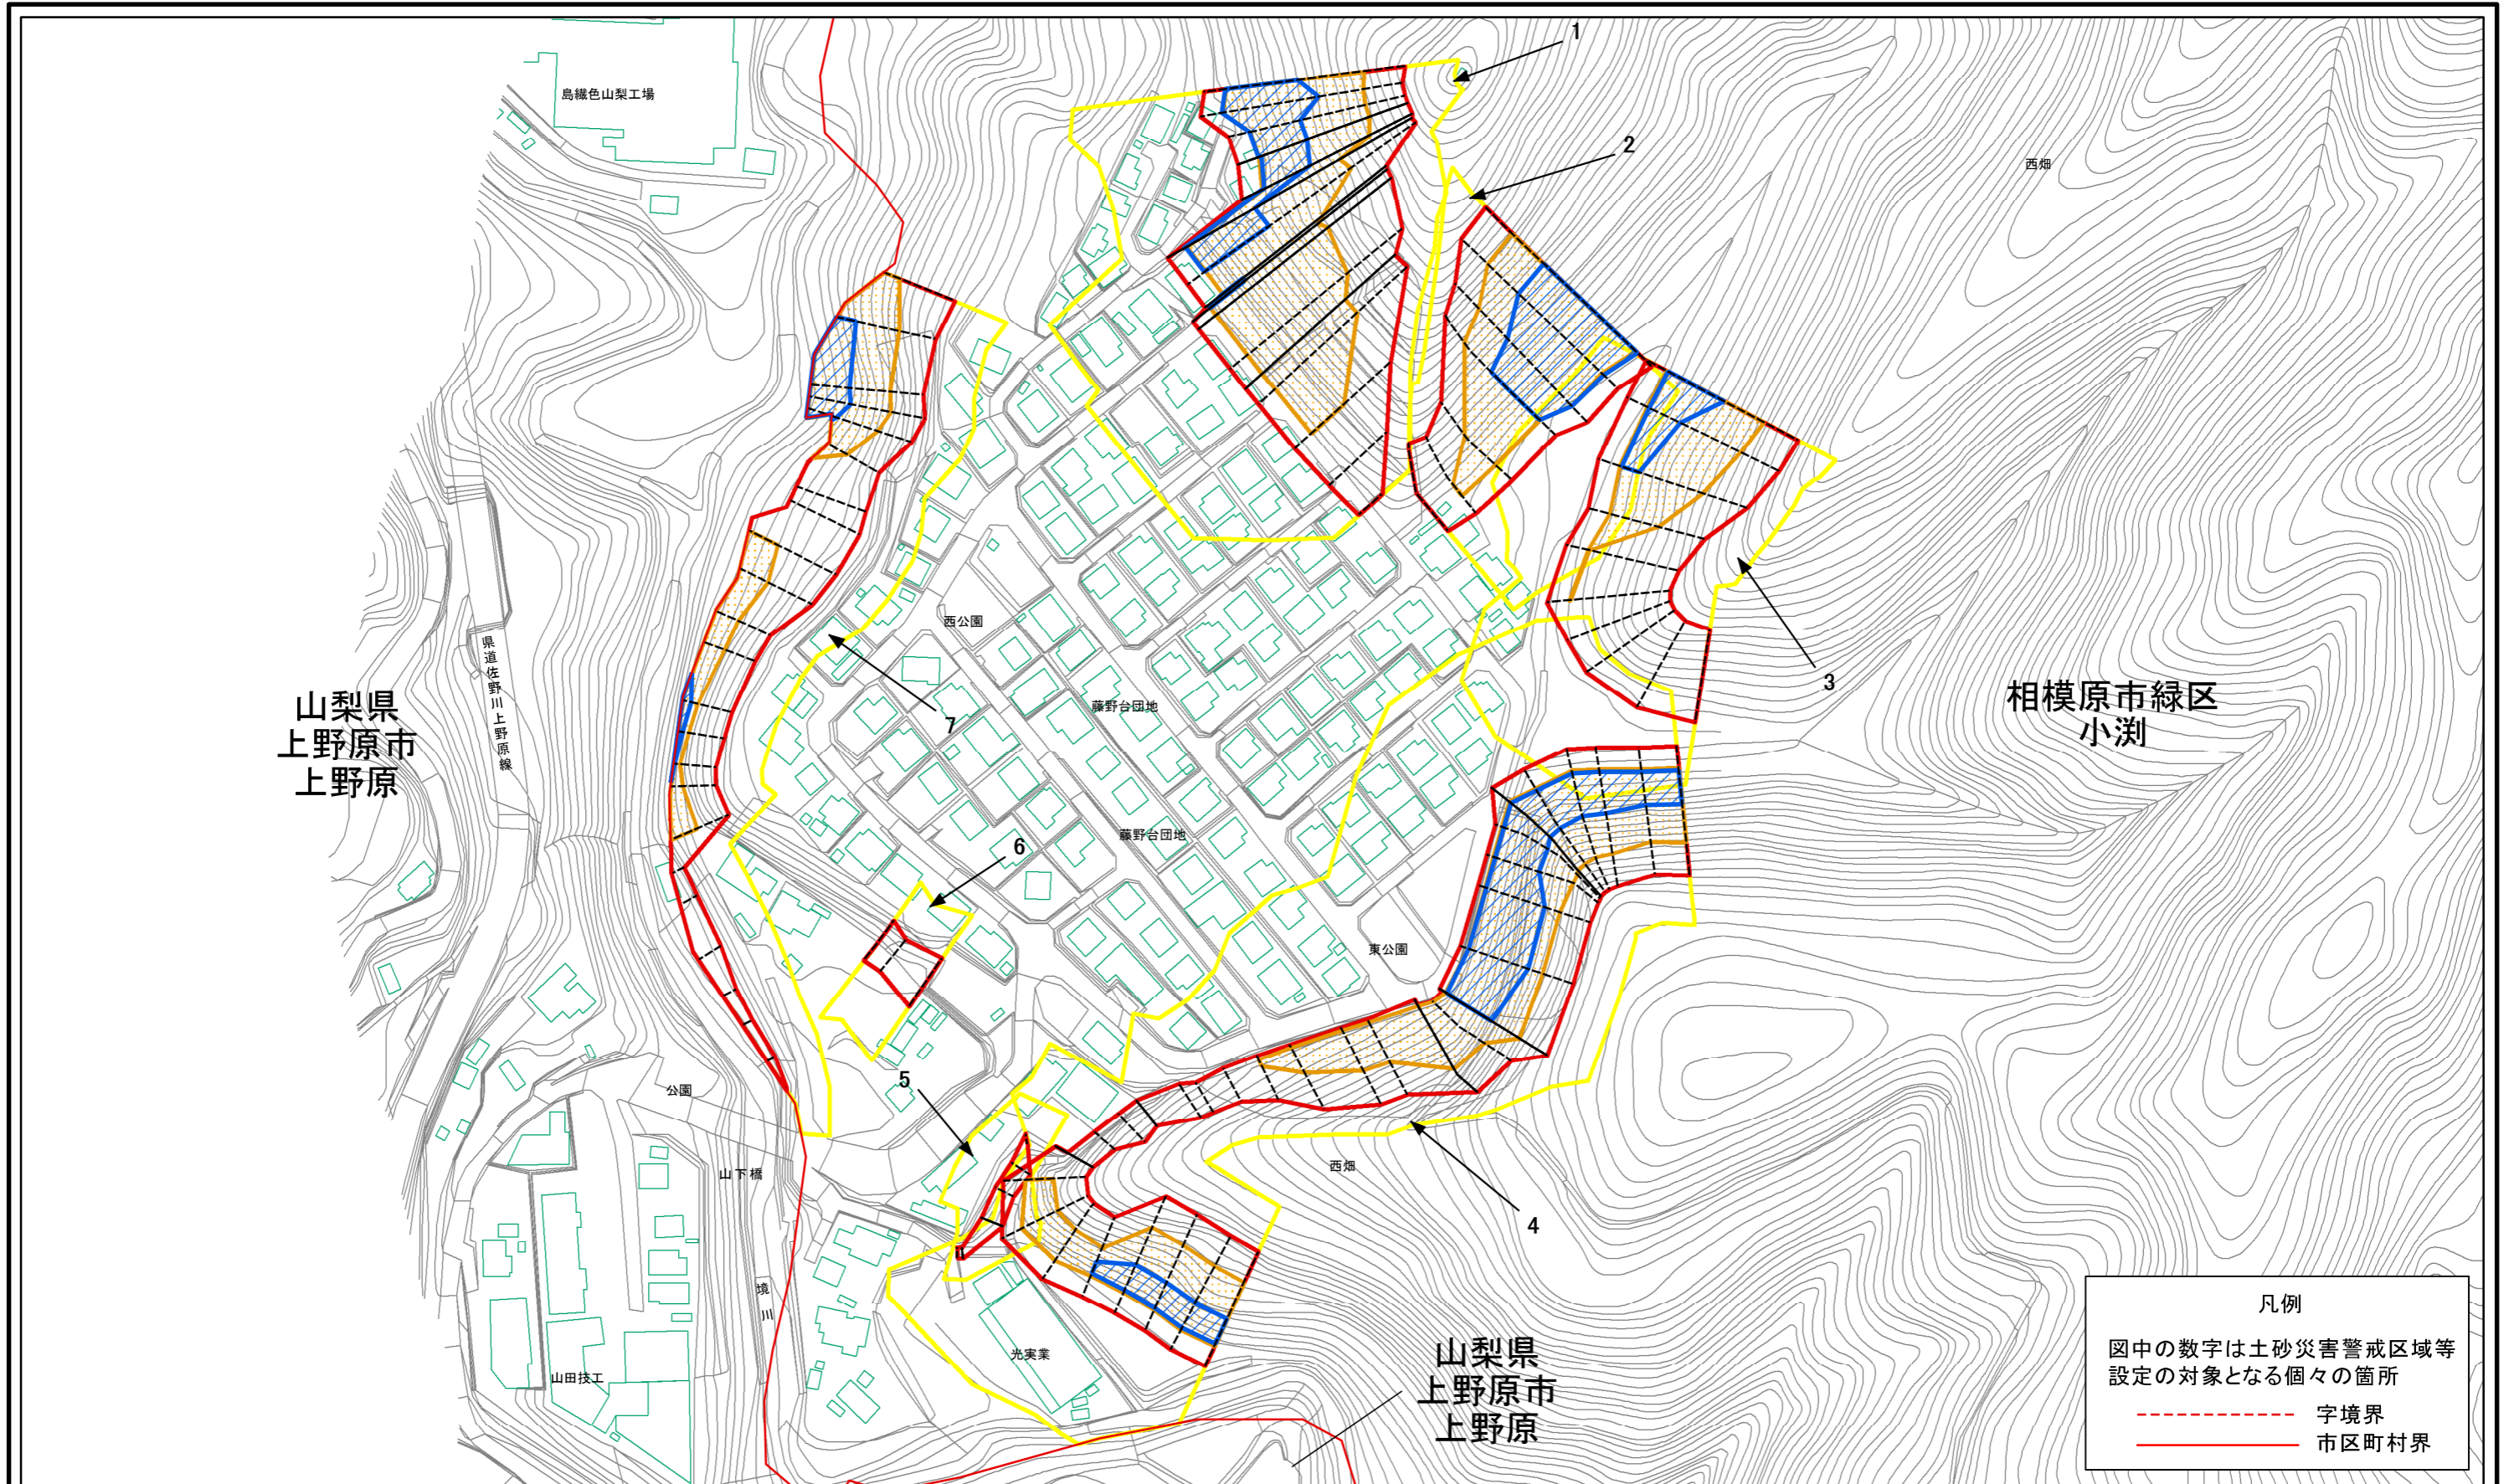 1
島繊色山梨工場
2
西畑
西公園
県道佐野川上野原線
3
山梨県
上野原市
上野原
相模原市緑区
小渕
藤野台団地
7
藤野台団地
6
東公園
5
公園
山下橋
西畑
4
境川
光実業
山田技工
山梨県
上野原市
上野原
凡例
図中の数字は土砂災害警戒区域等
設定の対象となる個々の箇所
字境界
市区町村界